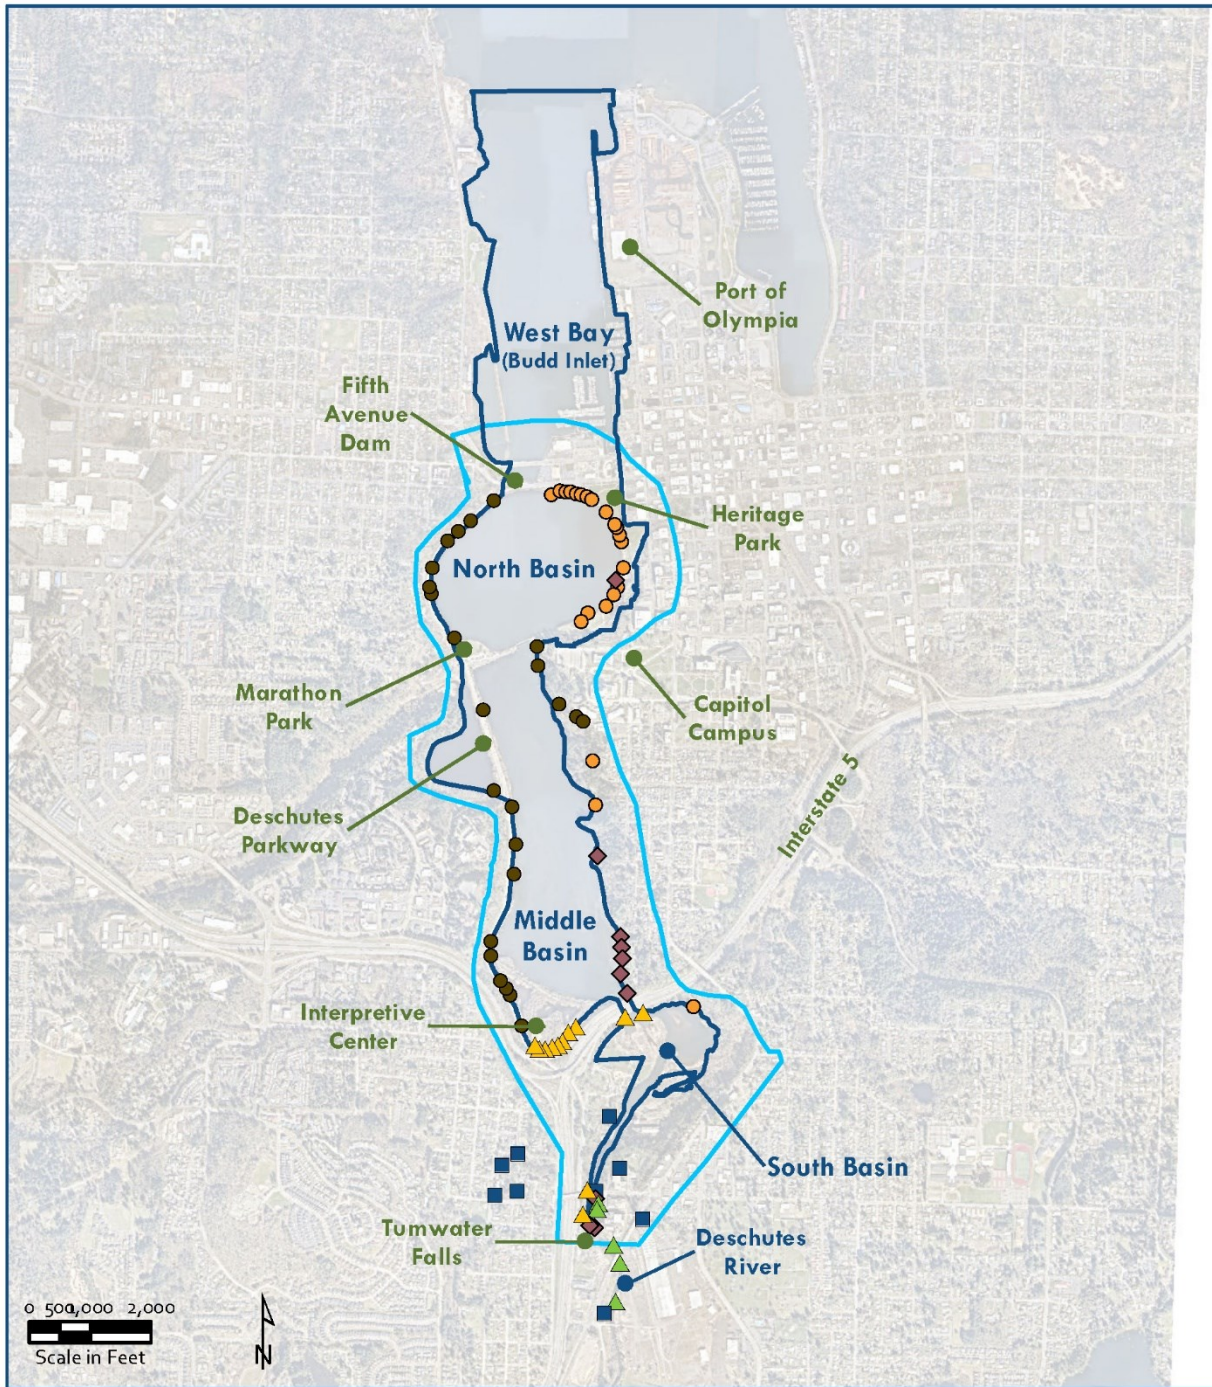 Port of
Olympia
West Bay
(Budd Inlet)
Fifth
Avenue
Dam
Heritage
Park
North Basin
Marathon
Park
Capitol
Campus
Interstate 5
Deschutes
Parkway
Middle
Basin
Interpretive
Center
South Basin
Tumwater
Falls
Deschutes
River
0 500 1,000 2,000
Scale in Feet
N